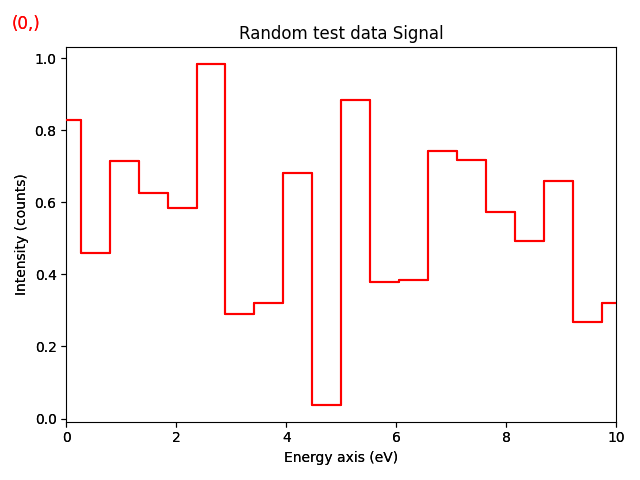 (0,)
Random test data Signal
1.0
0.8
0.6
0.4
0.2
0.0
Intensity (counts)
0 2 4 6 8 10
Energy axis (eV)